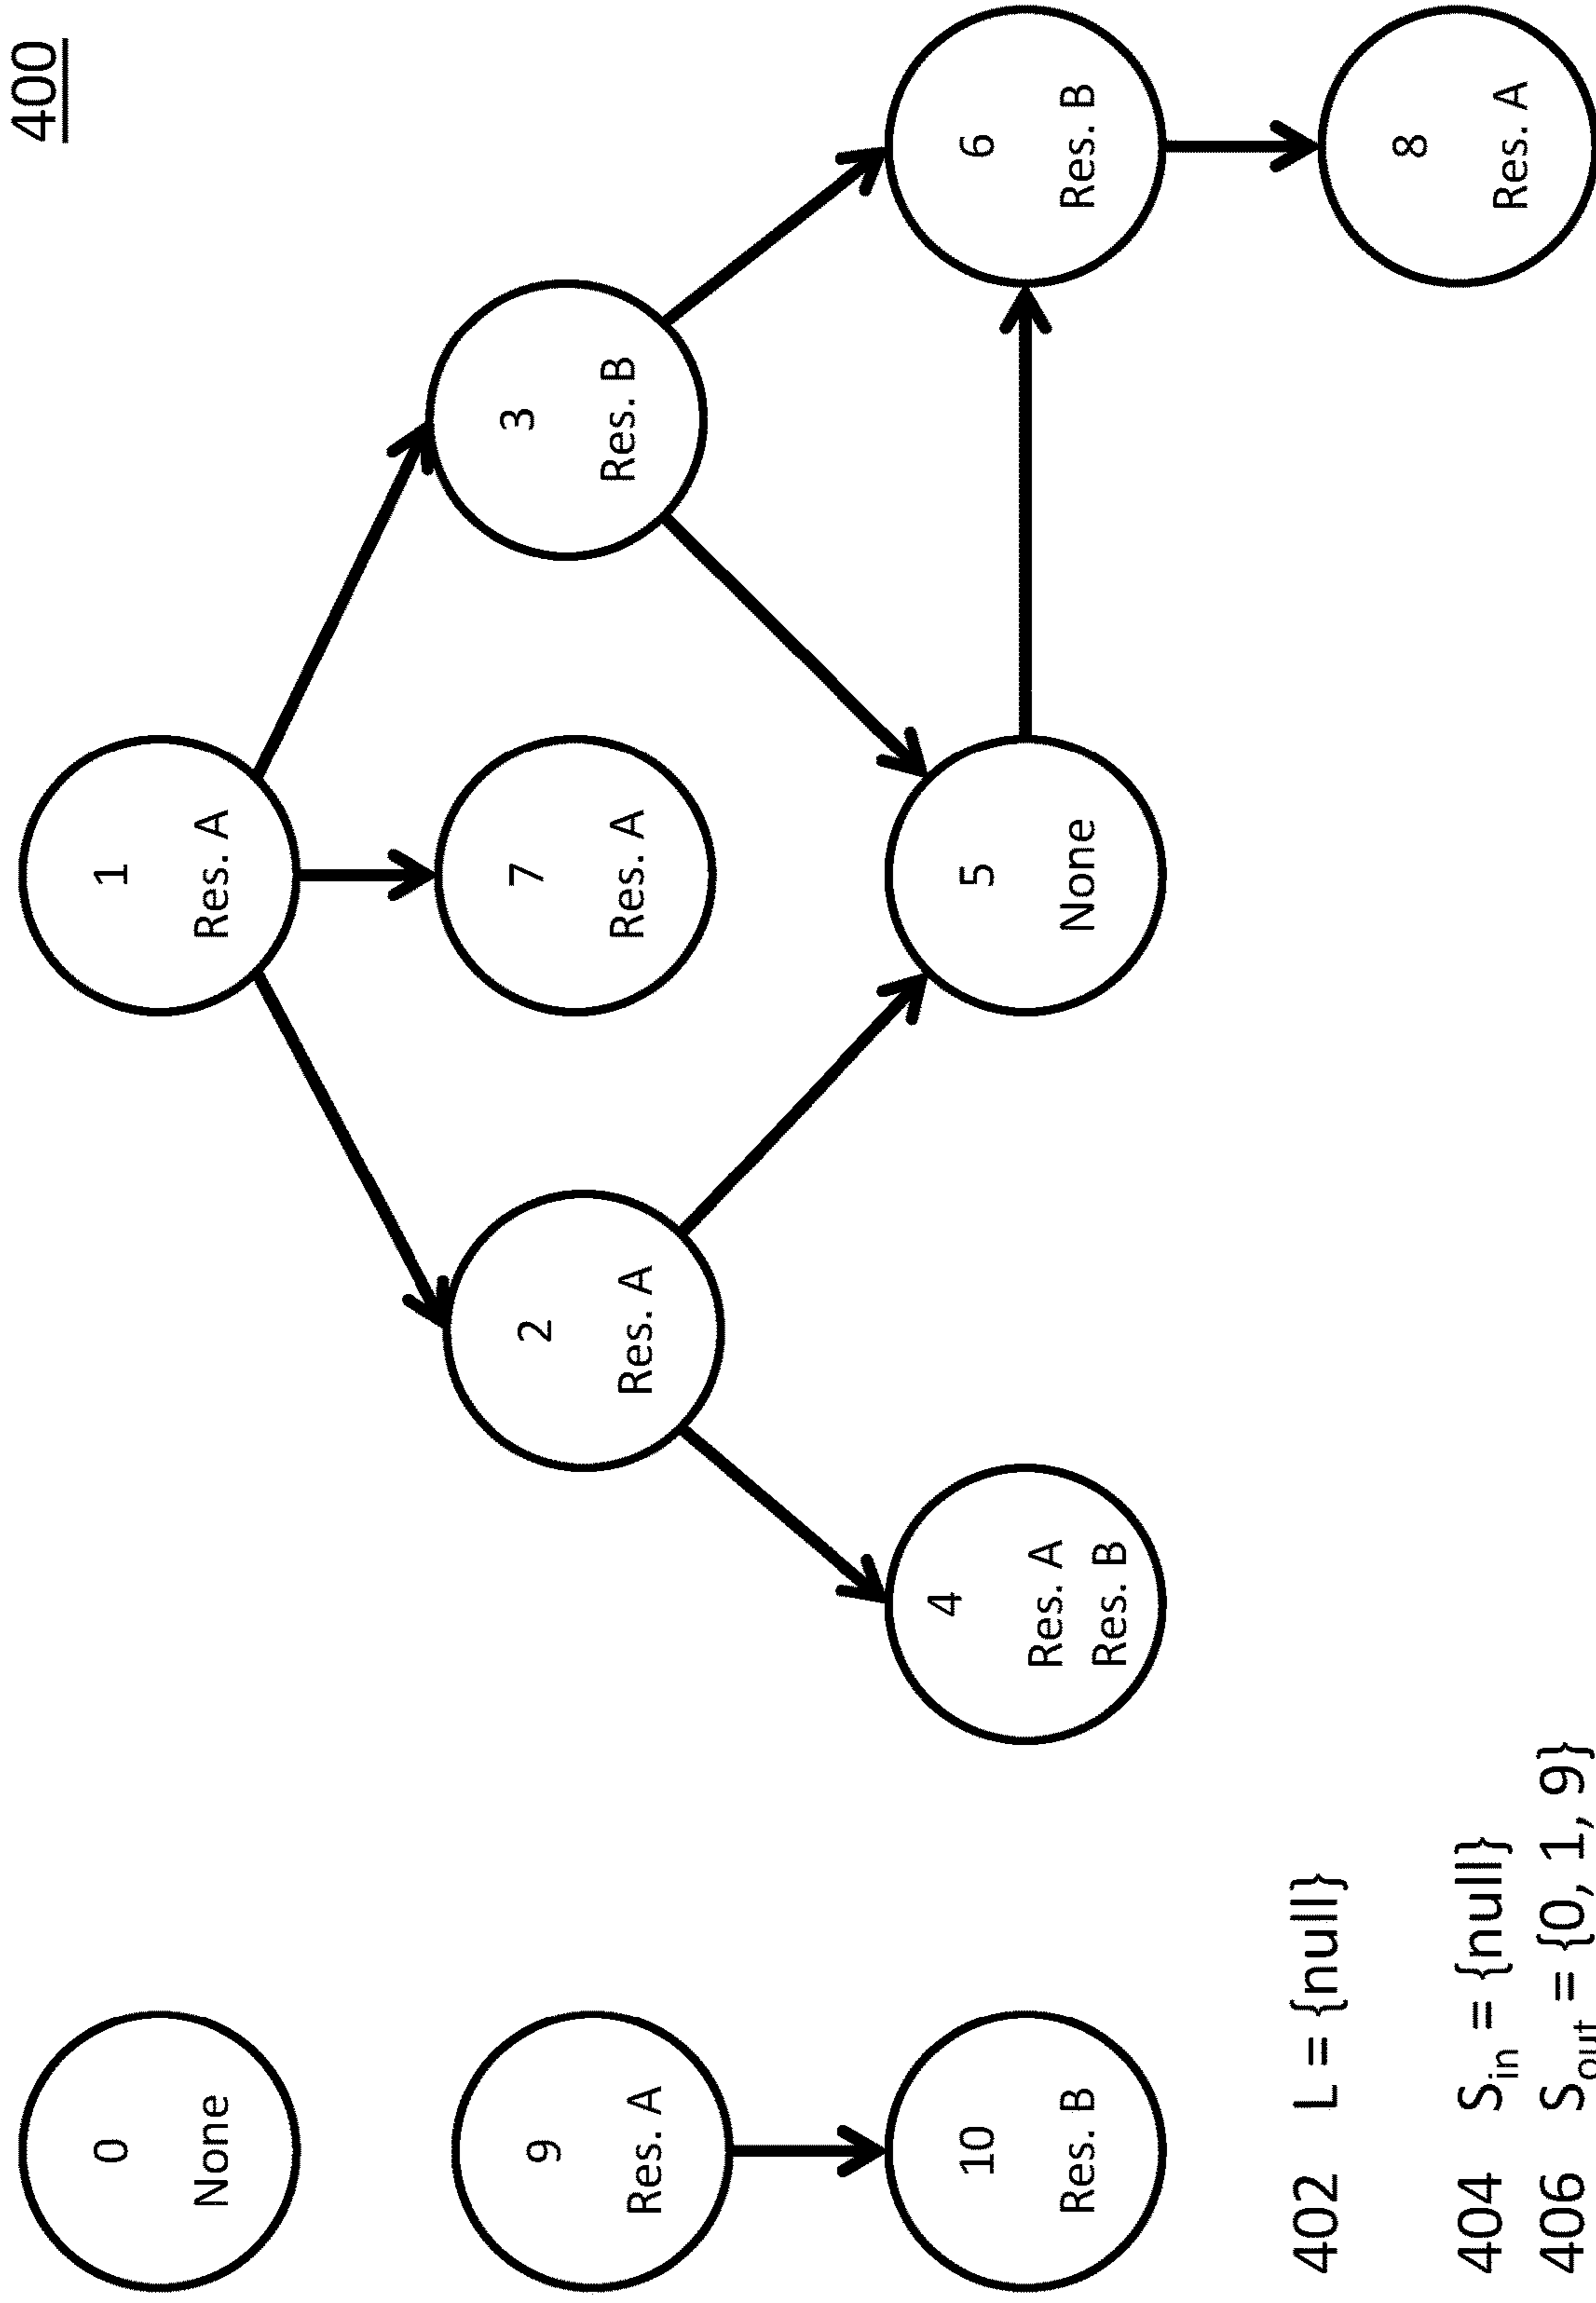 400
0
None
1
Res. A
9
Res. A
2
Res. A
7
Res. A
3
Res. B
10
Res. B
4
Res. A
Res. B
5
None
6
Res. B
8
Res. A
402 L = {null}
404 S_in = {null}
406 S_out = {0, 1, 9}